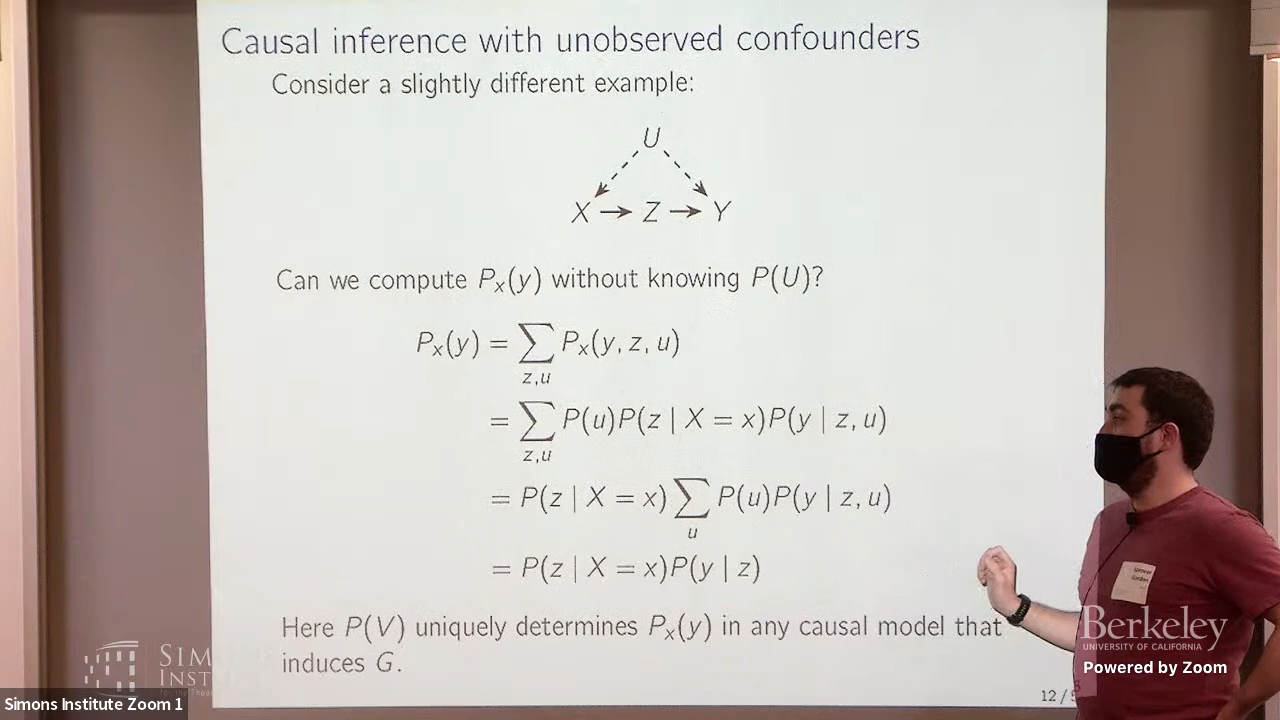 Causal inference with unobserved confounders
Consider a slightly different example:
U
X → Z → Y
Can we compute Pₓ(y) without knowing P(U)?
Pₓ(y) = ∑_{z,u} Pₓ(y, z, u)
= ∑_{z,u} P(u)P(z | X = x)P(y | z, u)
= P(z | X = x) ∑_u P(u)P(y | z, u)
= P(z | X = x)P(y | z)
Here P(V) uniquely determines Pₓ(y) in any causal model that
induces G.
12 /
Spencer
Gordon
Berkeley
UNIVERSITY OF CALIFORNIA
Powered by Zoom
Simons Institute Zoom 1